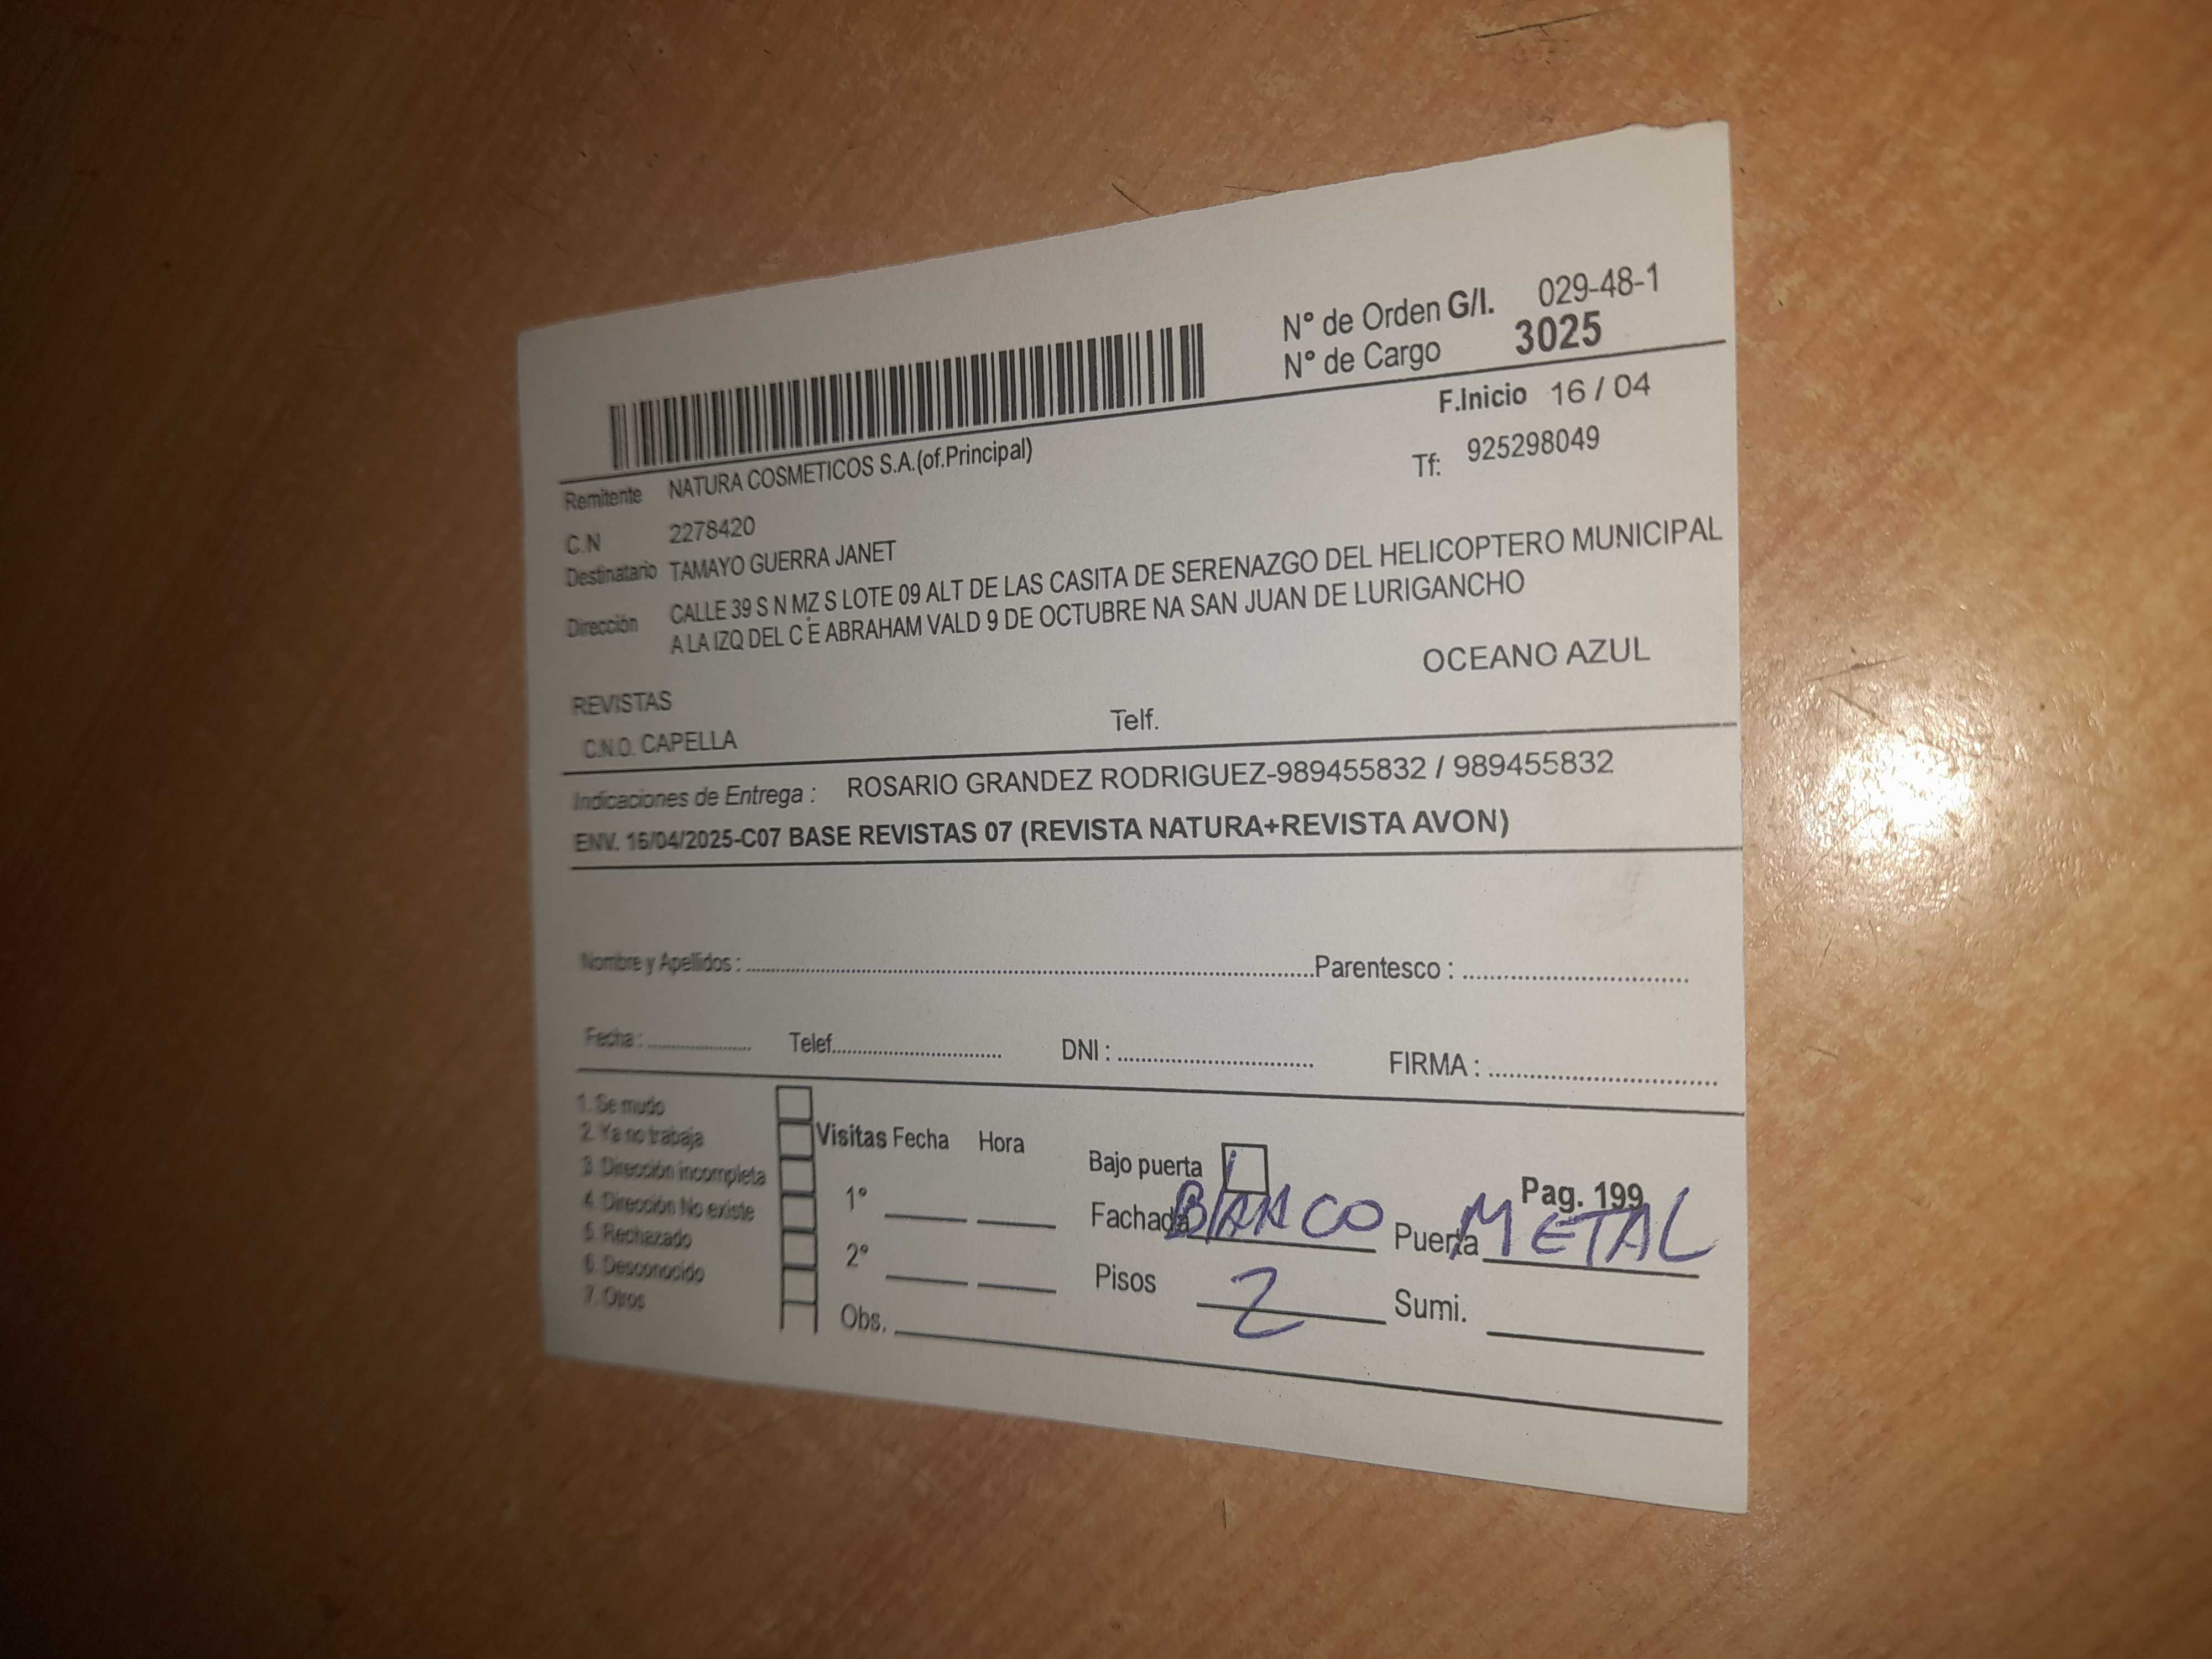 N° de Orden G/I. 029-48-1
N° de Cargo 3025
F.Inicio 16 / 04
Remitente NATURA COSMETICOS S.A.(of.Principal)
Tf: 925298049
C.N 2278420
Destinatario TAMAYO GUERRA JANET
Dirección CALLE 39 S N MZ S LOTE 09 ALT DE LAS CASITA DE SERENAZGO DEL HELICOPTERO MUNICIPAL
A LA IZQ DEL C E ABRAHAM VALD 9 DE OCTUBRE NA SAN JUAN DE LURIGANCHO
OCEANO AZUL
REVISTAS
C.N.O. CAPELLA Telf.
Indicaciones de Entrega : ROSARIO GRANDEZ RODRIGUEZ-989455832 / 989455832
ENV. 16/04/2025-C07 BASE REVISTAS 07 (REVISTA NATURA+REVISTA AVON)
Nombre y Apellidos : Parentesco :
Fecha : Telef. DNI : FIRMA :
1. Se mudo
2. Ya no trabaja
3. Dirección incompleta
4. Dirección No existe
5. Rechazado
6. Desconocido
7. Otros
Visitas Fecha Hora
1°
2°
Obs.
Bajo puerta
Pag. 199
Fachada BLANCO Puerta METAL
Pisos 2 Sumi.